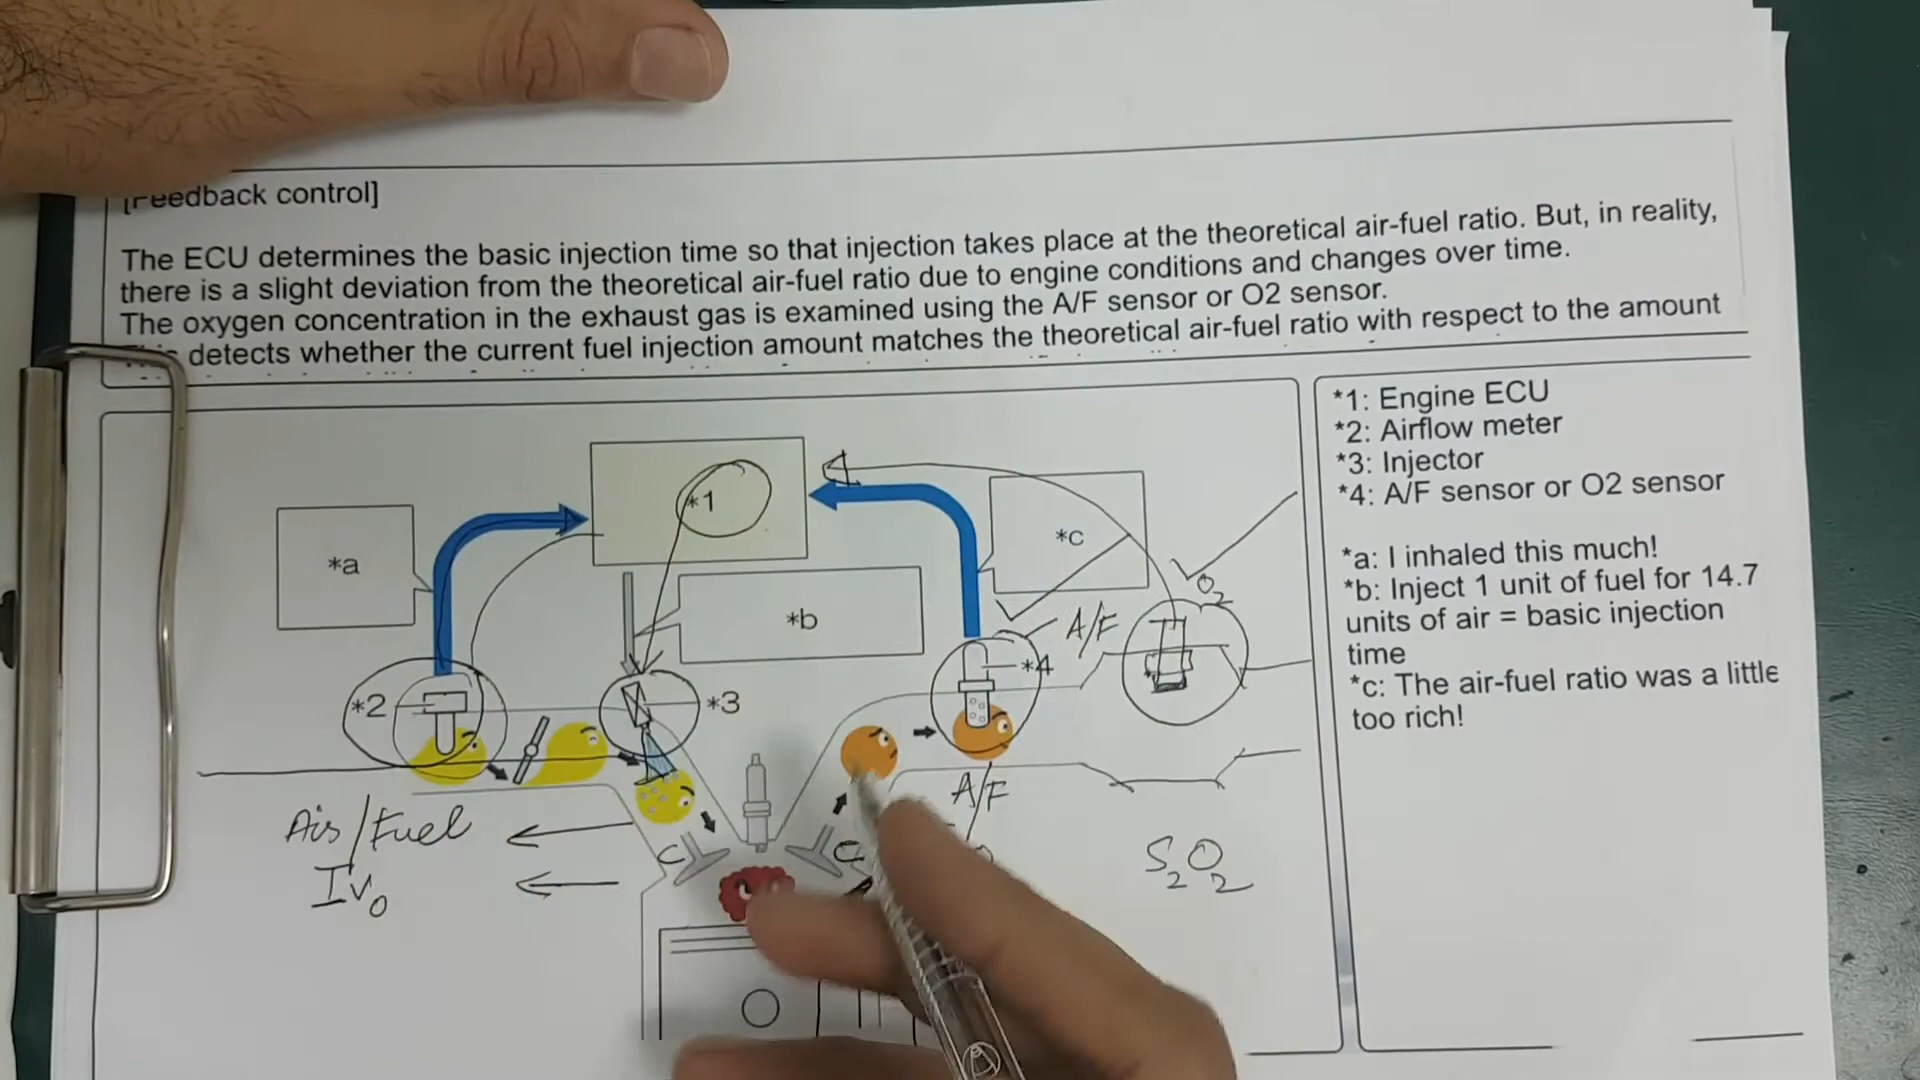 [Feedback control]
The ECU determines the basic injection time so that injection takes place at the theoretical air-fuel ratio. But, in reality,
there is a slight deviation from the theoretical air-fuel ratio due to engine conditions and changes over time.
The oxygen concentration in the exhaust gas is examined using the A/F sensor or O2 sensor.
detects whether the current fuel injection amount matches the theoretical air-fuel ratio with respect to the amount
*1
*a
*b
*c
*2
*3
*4
A/F
O2
A/F
Air/Fuel
IV0
C
C
S2O2
*1: Engine ECU
*2: Airflow meter
*3: Injector
*4: A/F sensor or O2 sensor
*a: I inhaled this much!
*b: Inject 1 unit of fuel for 14.7
units of air = basic injection
time
*c: The air-fuel ratio was a little
too rich!